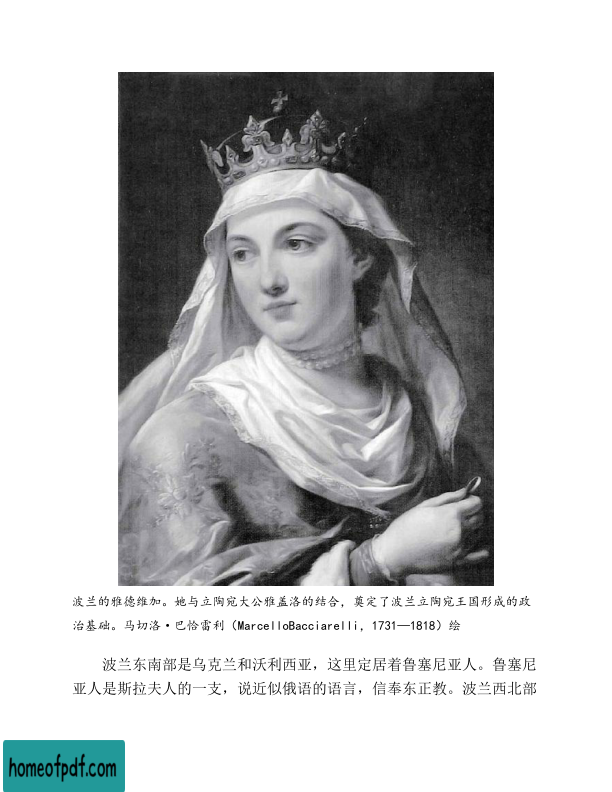 波兰的雅德维加。她与立陶宛大公雅盖洛的结合，奠定了波兰立陶宛王国形成的政
治基础。马切洛·巴恰雷利（MarcelloBacciarelli，1731—1818）绘
波兰东南部是乌克兰和沃利西亚，这里定居着鲁塞尼亚人。鲁塞尼
亚人是斯拉夫人的一支，说近似俄语的语言，信奉东正教。波兰西北部
homeofpdf.com